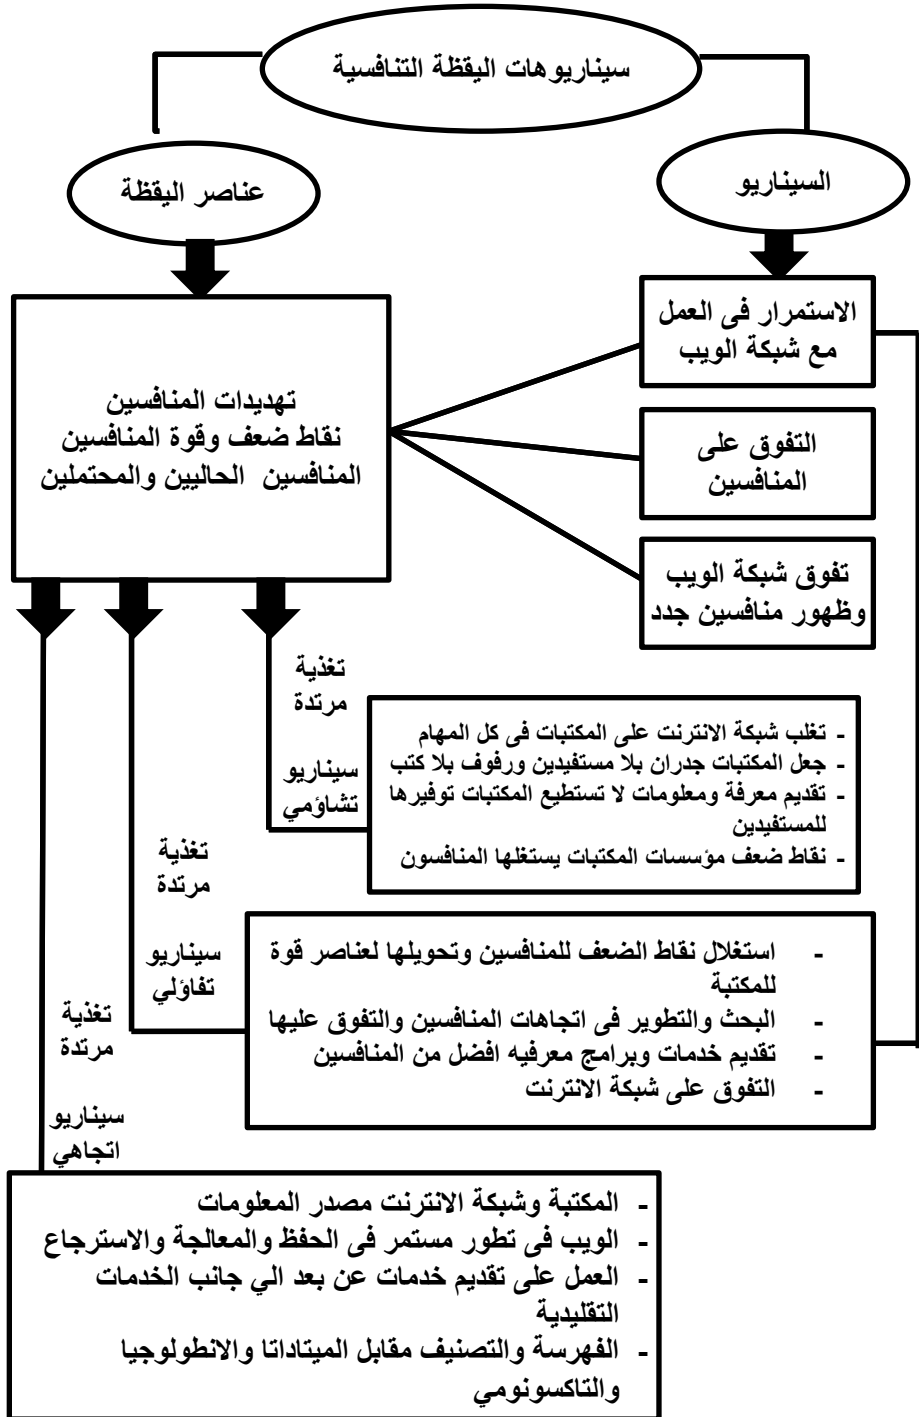 سيناريوهات اليقظة التنافسية
السيناريو
عناصر اليقظة
الاستمرار فى العمل
مع شبكة الويب
التفوق على
المنافسين
تفوق شبكة الويب
وظهور منافسين جدد
تهديدات المنافسين
نقاط ضعف وقوة المنافسين
المنافسين الحاليين والمحتملين
تغذية
مرتدة
سيناريو
تشاؤمي
- تغلب شبكة الانترنت على المكتبات فى كل المهام
- جعل المكتبات جدران بلا مستفيدين ورفوف بلا كتب
- تقديم معرفة ومعلومات لا تستطيع المكتبات توفيرها
للمستفيدين
- نقاط ضعف مؤسسات المكتبات يستغلها المنافسون
تغذية
مرتدة
سيناريو
تفاؤلي
- استغلال نقاط الضعف للمنافسين وتحويلها لعناصر قوة
للمكتبة
- البحث والتطوير فى اتجاهات المنافسين والتفوق عليها
- تقديم خدمات وبرامج معرفيه افضل من المنافسين
- التفوق على شبكة الانترنت
تغذية
مرتدة
سيناريو
اتجاهي
- المكتبة وشبكة الانترنت مصدر المعلومات
- الويب فى تطور مستمر فى الحفظ والمعالجة والاسترجاع
- العمل على تقديم خدمات عن بعد الي جانب الخدمات
التقليدية
- الفهرسة والتصنيف مقابل الميتاداتا والانطولوجيا
والتاكسونومي